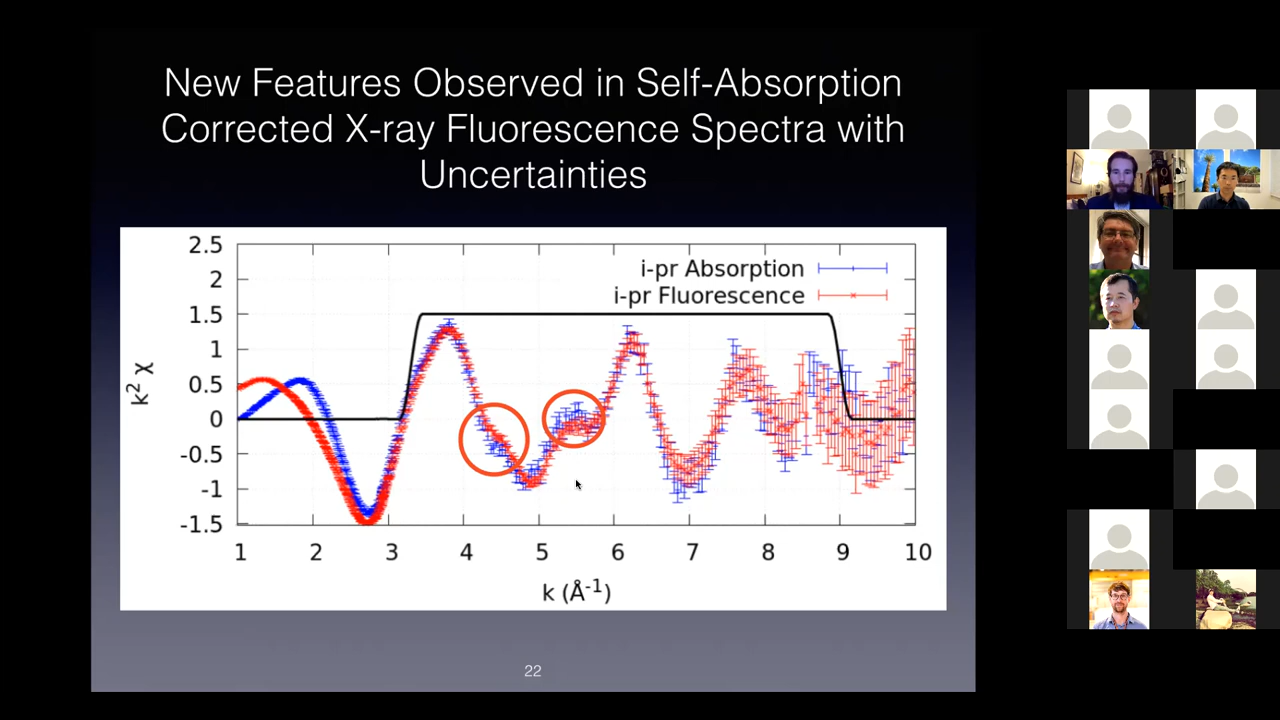 New Features Observed in Self-Absorption
Corrected X-ray Fluorescence Spectra with
Uncertainties
2.5
2
1.5
1
0.5
0
-0.5
-1
-1.5
k² χ
i-pr Absorption
i-pr Fluorescence
1 2 3 4 5 6 7 8 9 10
k (Å⁻¹)
22